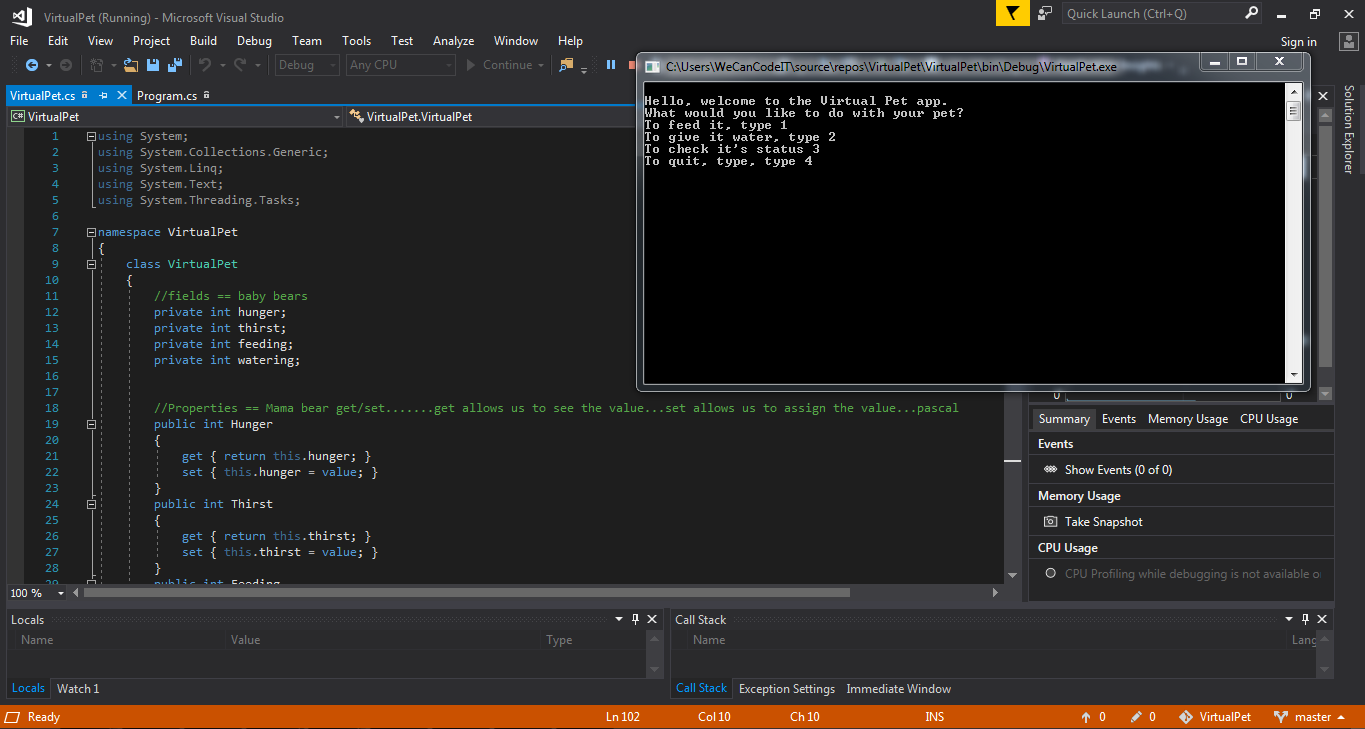 VirtualPet (Running) - Microsoft Visual Studio
Quick Launch (Ctrl+Q)
File Edit View Project Build Debug Team Tools Test Analyze Window Help
Sign in
Debug Any CPU Continue
VirtualPet.cs Program.cs
VirtualPet VirtualPet.VirtualPet
1 using System;
2 using System.Collections.Generic;
3 using System.Linq;
4 using System.Text;
5 using System.Threading.Tasks;
6
7 namespace VirtualPet
8 {
9 class VirtualPet
10 {
11 //fields == baby bears
12 private int hunger;
13 private int thirst;
14 private int feeding;
15 private int watering;
16
17
18 //Properties == Mama bear get/set.......get allows us to see the value...set allows us to assign the value...pascal
19 public int Hunger
20 {
21 get { return this.hunger; }
22 set { this.hunger = value; }
23 }
24 public int Thirst
25 {
26 get { return this.thirst; }
27 set { this.thirst = value; }
28 }
29 public int Feeding
100 %
C:\Users\WeCanCodeIT\source\repos\VirtualPet\VirtualPet\bin\Debug\VirtualPet.exe
Hello, welcome to the Virtual Pet app.
What would you like to do with your pet?
To feed it, type 1
To give it water, type 2
To check it's status 3
To quit, type, type 4
Solution Explorer
0 0
Summary Events Memory Usage CPU Usage
Events
Show Events (0 of 0)
Memory Usage
Take Snapshot
CPU Usage
CPU Profiling while debugging is not available o
Locals
Name Value Type
Locals Watch 1
Call Stack
Name Lang
Call Stack Exception Settings Immediate Window
Ready Ln 102 Col 10 Ch 10 INS 0 0 VirtualPet master